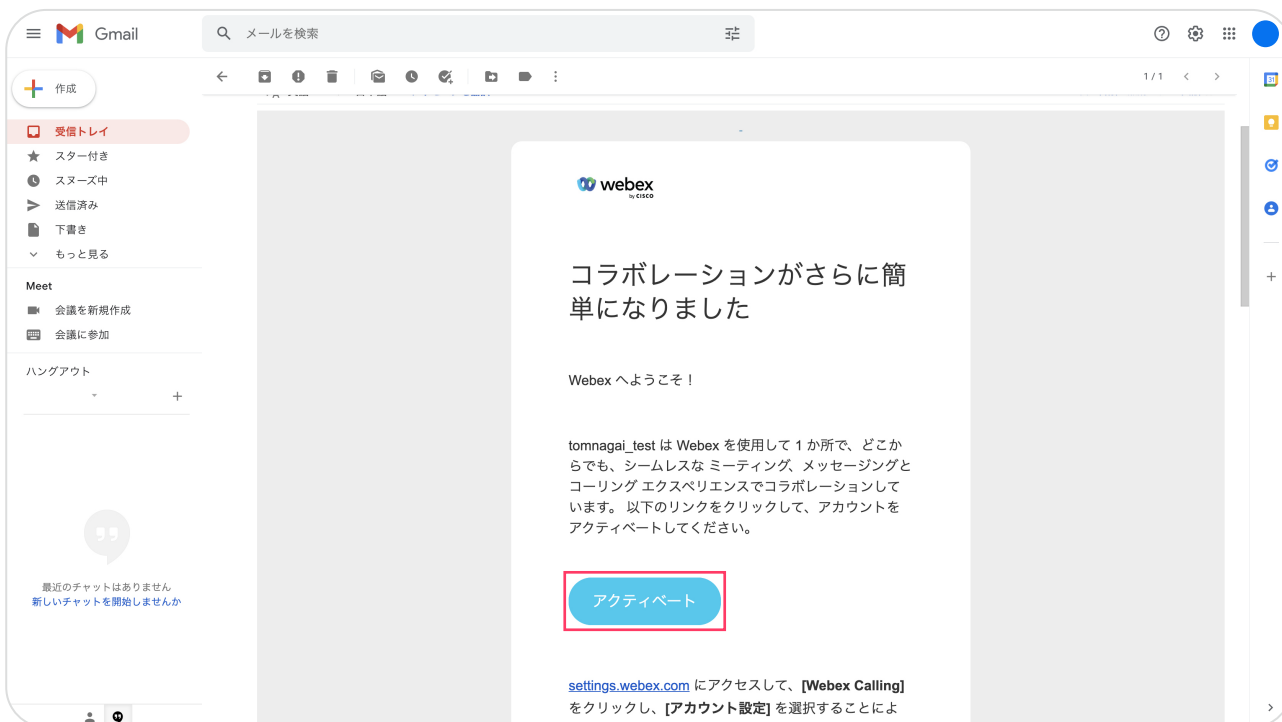 Gmail
メールを検索
作成
1 / 1
31
受信トレイ
スター付き
スヌーズ中
送信済み
下書き
もっと見る
Meet
会議を新規作成
会議に参加
ハングアウト
最近のチャットはありません
新しいチャットを開始しませんか
webex
by CISCO
コラボレーションがさらに簡
単になりました
Webex へようこそ！
tomnagai_test は Webex を使用して 1 か所で、どこか
らでも、シームレスな ミーティング、メッセージングと
コーリング エクスペリエンスでコラボレーションして
います。 以下のリンクをクリックして、アカウントを
アクティベートしてください。
アクティベート
settings.webex.com にアクセスして、[Webex Calling]
をクリックし、[アカウント設定] を選択することによ